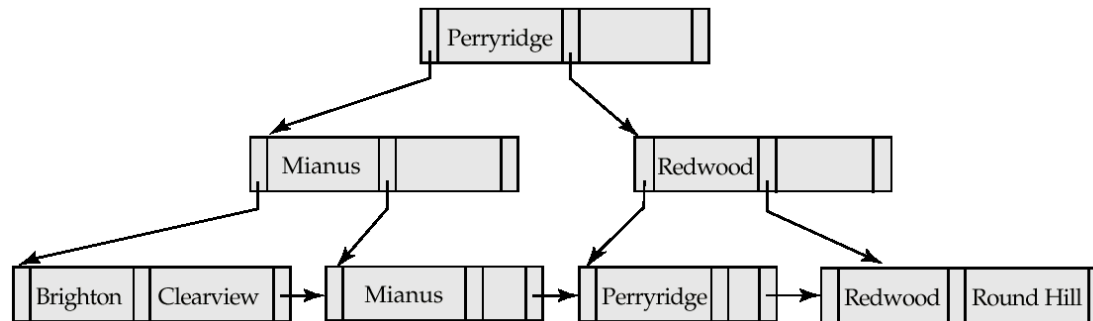 Perryridge
Mianus
Redwood
Brighton Clearview
Mianus
Perryridge
Redwood Round Hill